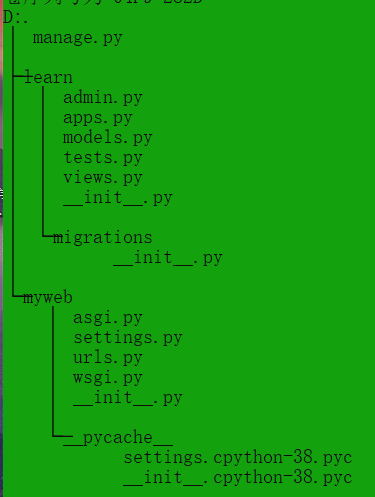 D:.
manage.py
learn
admin.py
apps.py
models.py
tests.py
views.py
__init__.py
migrations
__init__.py
myweb
asgi.py
settings.py
urls.py
wsgi.py
__init__.py
__pycache__
settings.cpython-38.pyc
__init__.cpython-38.pyc